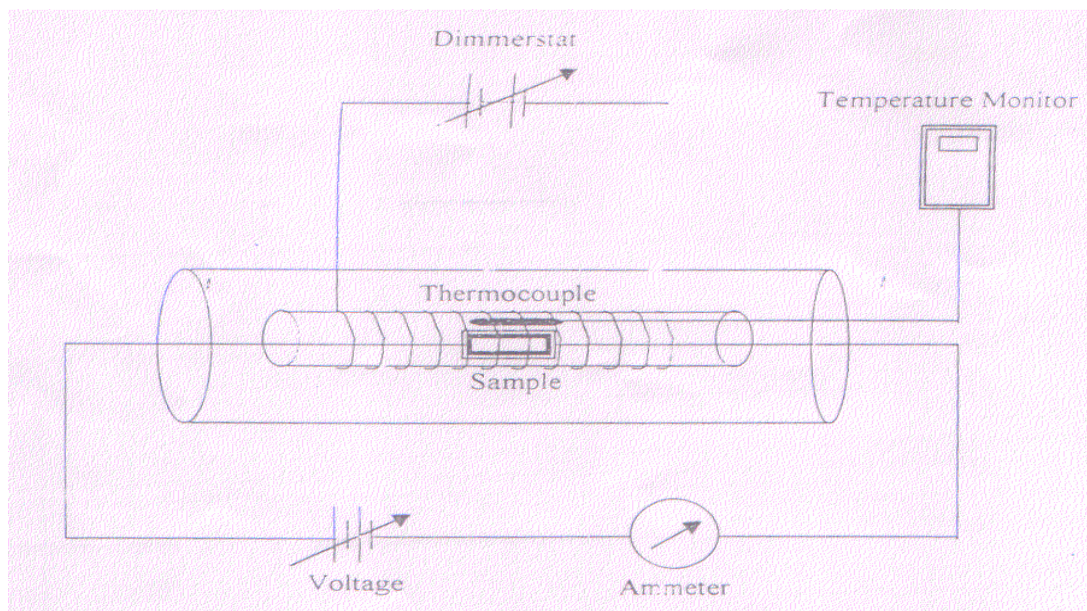 Dimmerstat
Temperature Monitor
Thermocouple
Sample
Voltage
Ammeter